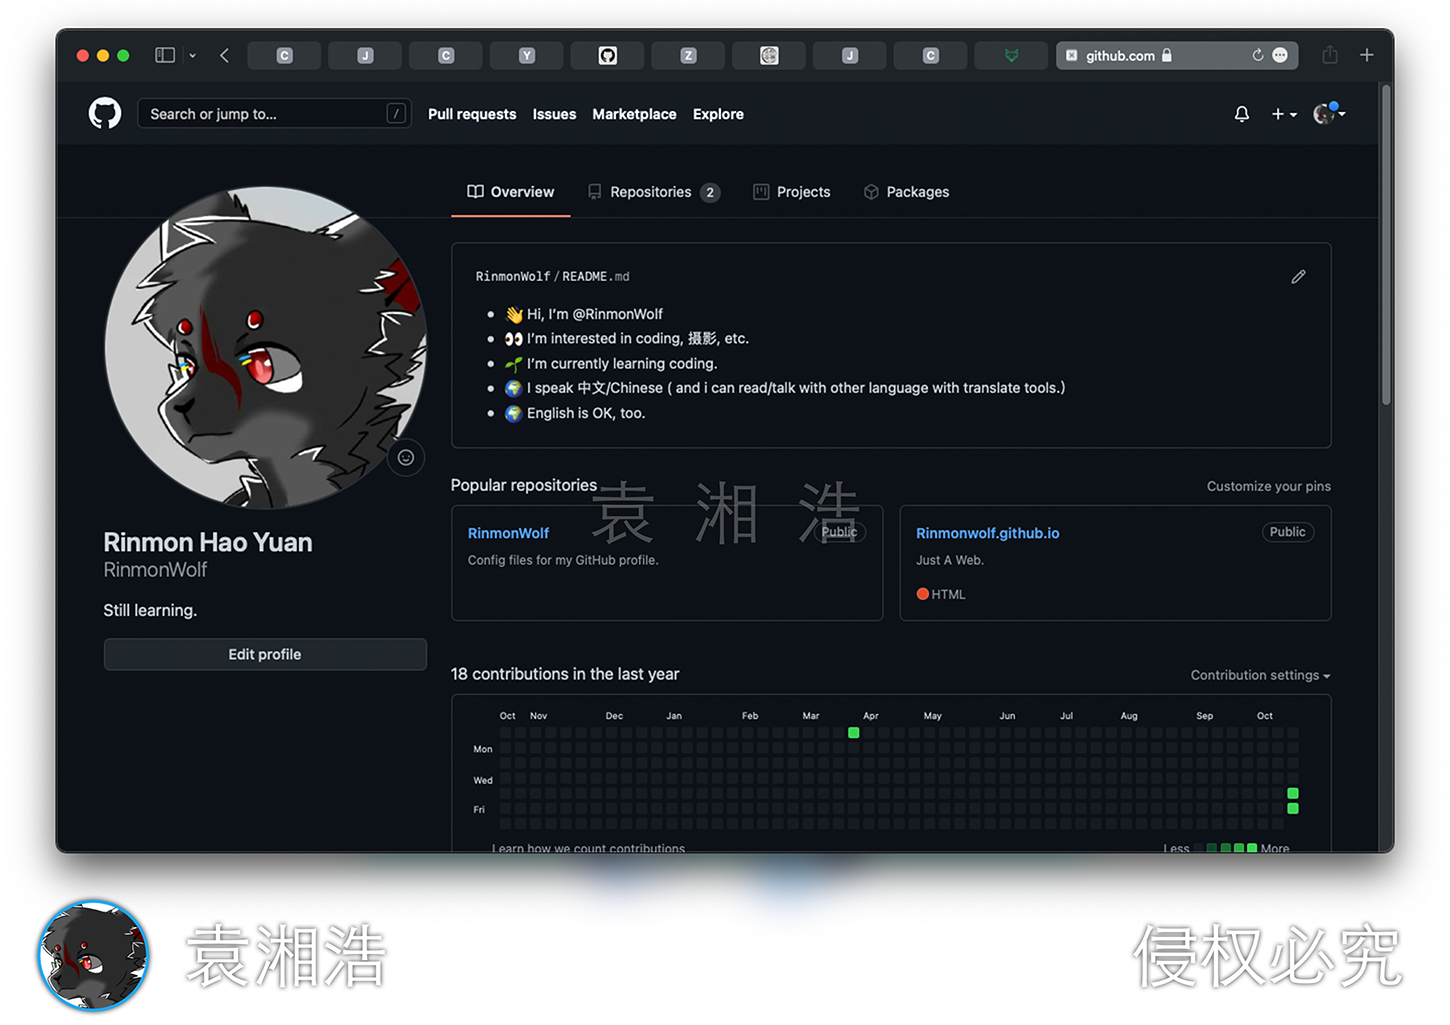 C J C Y Z J C github.com
Search or jump to... / Pull requests Issues Marketplace Explore
Overview Repositories 2 Projects Packages
RinmonWolf/README.md
👋 Hi, I'm @RinmonWolf
👀 I'm interested in coding, 摄影, etc.
🌱 I'm currently learning coding.
🌍 I speak 中文/Chinese ( and i can read/talk with other language with translate tools.)
🌍 English is OK, too.
Rinmon Hao Yuan
RinmonWolf
Still learning.
Edit profile
Popular repositories
Customize your pins
袁湘浩
RinmonWolf Public
Config files for my GitHub profile.
Rinmonwolf.github.io Public
Just A Web.
HTML
18 contributions in the last year
Contribution settings
Oct Nov Dec Jan Feb Mar Apr May Jun Jul Aug Sep Oct
Mon
Wed
Fri
Learn how we count contributions
Less More
袁湘浩
侵权必究